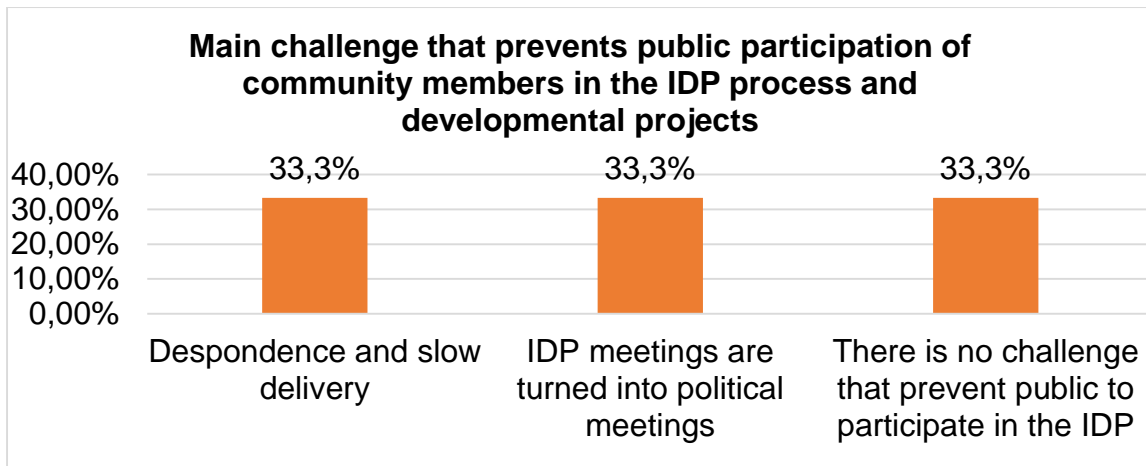 Main challenge that prevents public participation of
community members in the IDP process and
developmental projects
33,3%
33,3%
33,3%
40,00%
30,00%
20,00%
10,00%
0,00%
Despondence and slow
delivery
IDP meetings are
turned into political
meetings
There is no challenge
that prevent public to
participate in the IDP